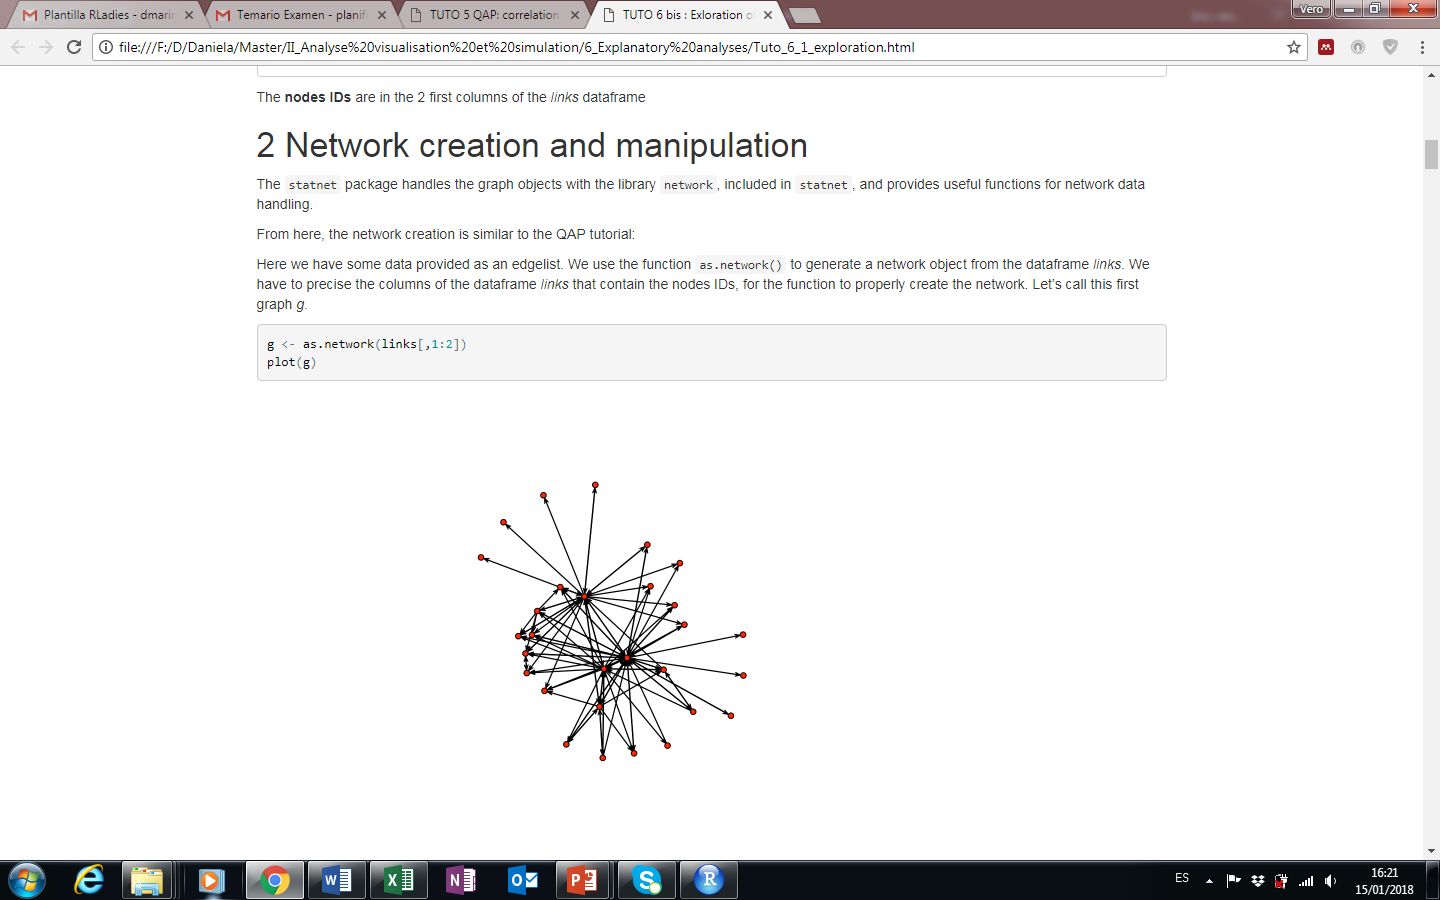 Plantilla RLadies - dmarin
Temario Examen - planifi
TUTO 5 QAP: correlation
TUTO 6 bis : Exloration o
Vero
file:///F:/D/Daniela/Master/II_Analyse%20visualisation%20et%20simulation/6_Explanatory%20analyses/Tuto_6_1_exploration.html
The nodes IDs are in the 2 first columns of the links dataframe
2 Network creation and manipulation
The statnet package handles the graph objects with the library network, included in statnet, and provides useful functions for network data
handling.
From here, the network creation is similar to the QAP tutorial:
Here we have some data provided as an edgelist. We use the function as.network() to generate a network object from the dataframe links. We
have to precise the columns of the dataframe links that contain the nodes IDs, for the function to properly create the network. Let's call this first
graph g.
g <- as.network(links[,1:2])
plot(g)
ES
16:21
15/01/2018